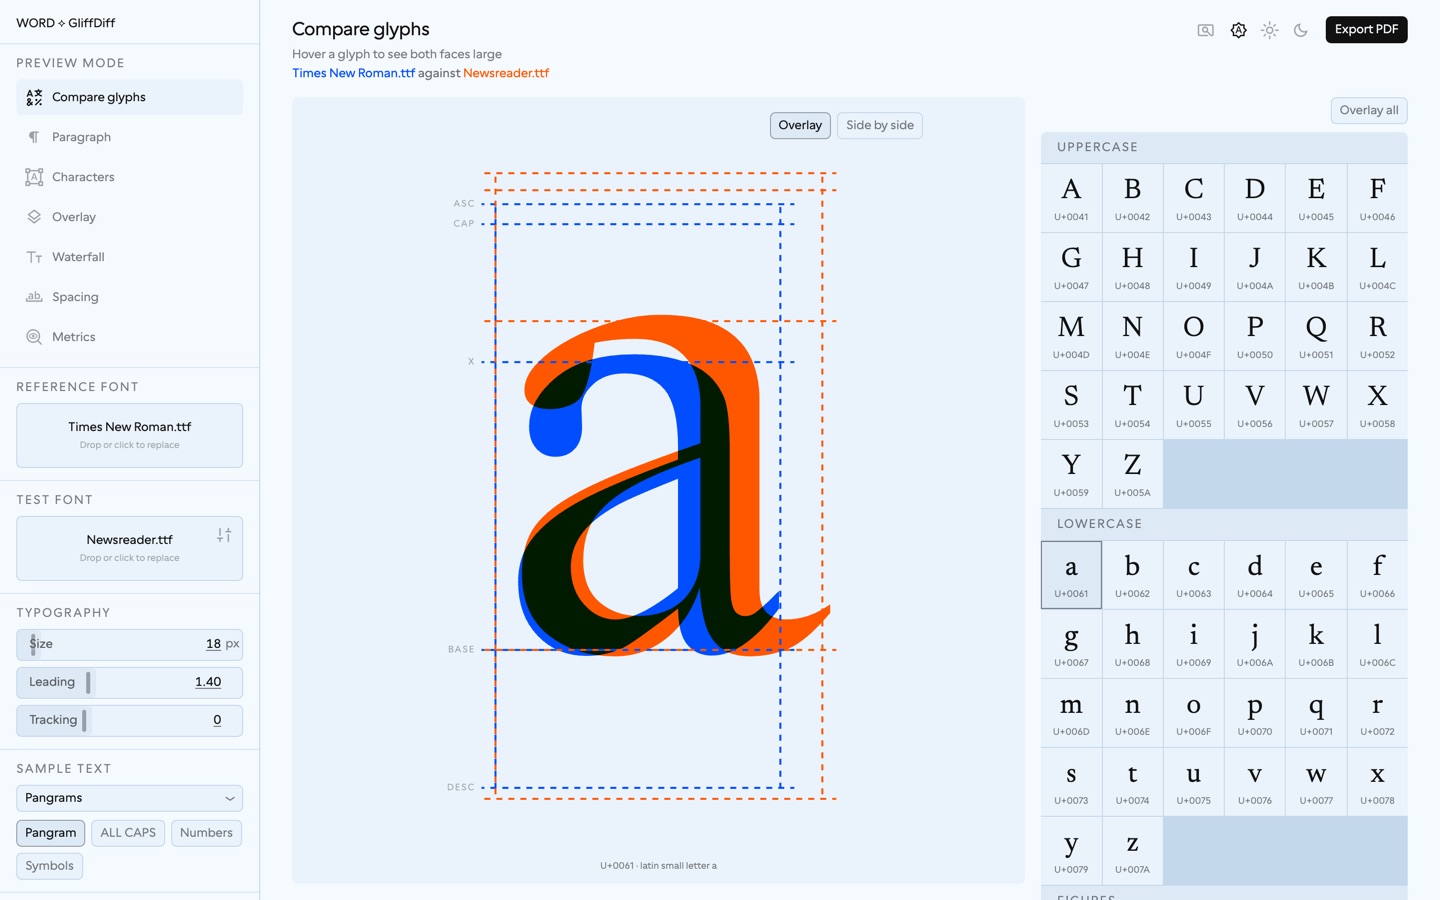 WORD ✧ GliffDiff
PREVIEW MODE
Compare glyphs
Paragraph
Characters
Overlay
Waterfall
Spacing
Metrics
REFERENCE FONT
Times New Roman.ttf
Drop or click to replace
TEST FONT
Newsreader.ttf
Drop or click to replace
TYPOGRAPHY
Size 18 px
Leading 1.40
Tracking 0
SAMPLE TEXT
Pangrams
Pangram ALL CAPS Numbers
Symbols
Compare glyphs
Hover a glyph to see both faces large
Times New Roman.ttf against Newsreader.ttf
Export PDF
Overlay Side by side
ASC
CAP
X
BASE
DESC
a
U+0061 · latin small letter a
Overlay all
UPPERCASE
A B C D E F
U+0041 U+0042 U+0043 U+0044 U+0045 U+0046
G H I J K L
U+0047 U+0048 U+0049 U+004A U+004B U+004C
M N O P Q R
U+004D U+004E U+004F U+0050 U+0051 U+0052
S T U V W X
U+0053 U+0054 U+0055 U+0056 U+0057 U+0058
Y Z
U+0059 U+005A
LOWERCASE
a b c d e f
U+0061 U+0062 U+0063 U+0064 U+0065 U+0066
g h i j k l
U+0067 U+0068 U+0069 U+006A U+006B U+006C
m n o p q r
U+006D U+006E U+006F U+0070 U+0071 U+0072
s t u v w x
U+0073 U+0074 U+0075 U+0076 U+0077 U+0078
y z
U+0079 U+007A
FIGURES